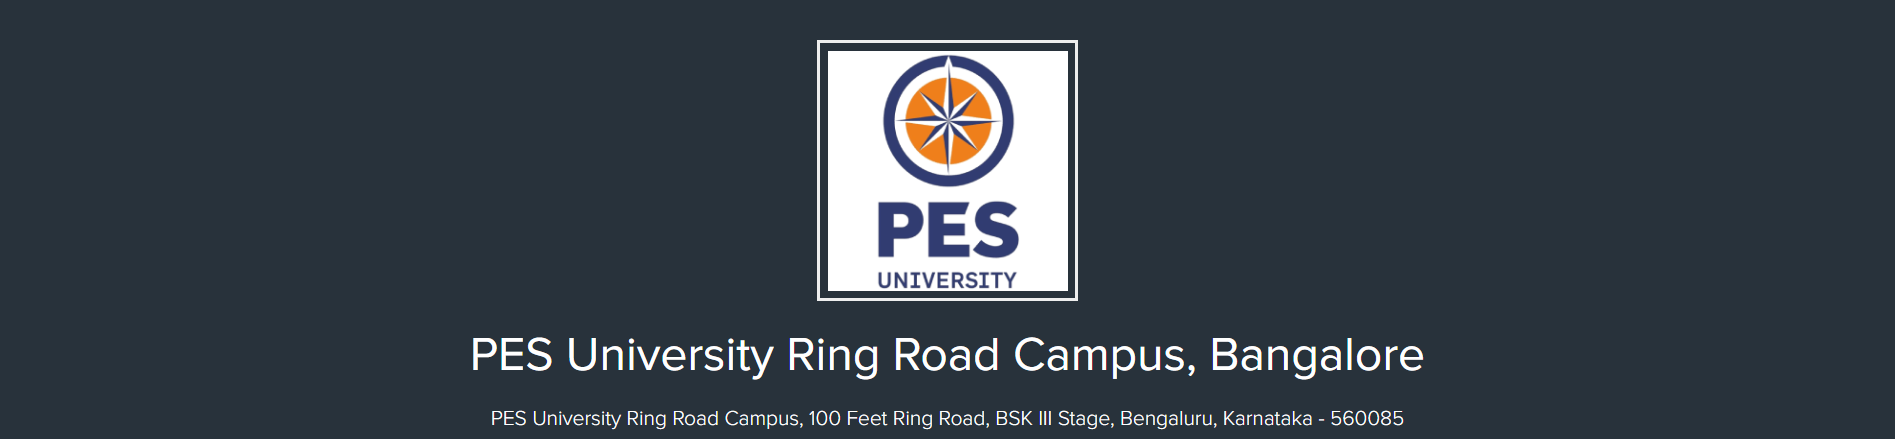 PES
UNIVERSITY
PES University Ring Road Campus, Bangalore
PES University Ring Road Campus, 100 Feet Ring Road, BSK III Stage, Bengaluru, Karnataka - 560085